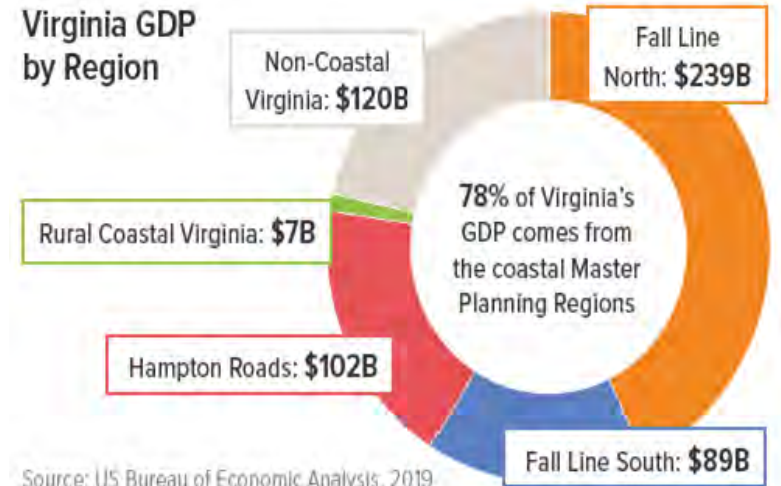 Virginia GDP
by Region
Non-Coastal
Virginia: $120B
Fall Line
North: $239B
78% of Virginia's
GDP comes from
the coastal Master
Planning Regions
Rural Coastal Virginia: $7B
Hampton Roads: $102B
Fall Line South: $89B
Source: US Bureau of Economic Analysis, 2019